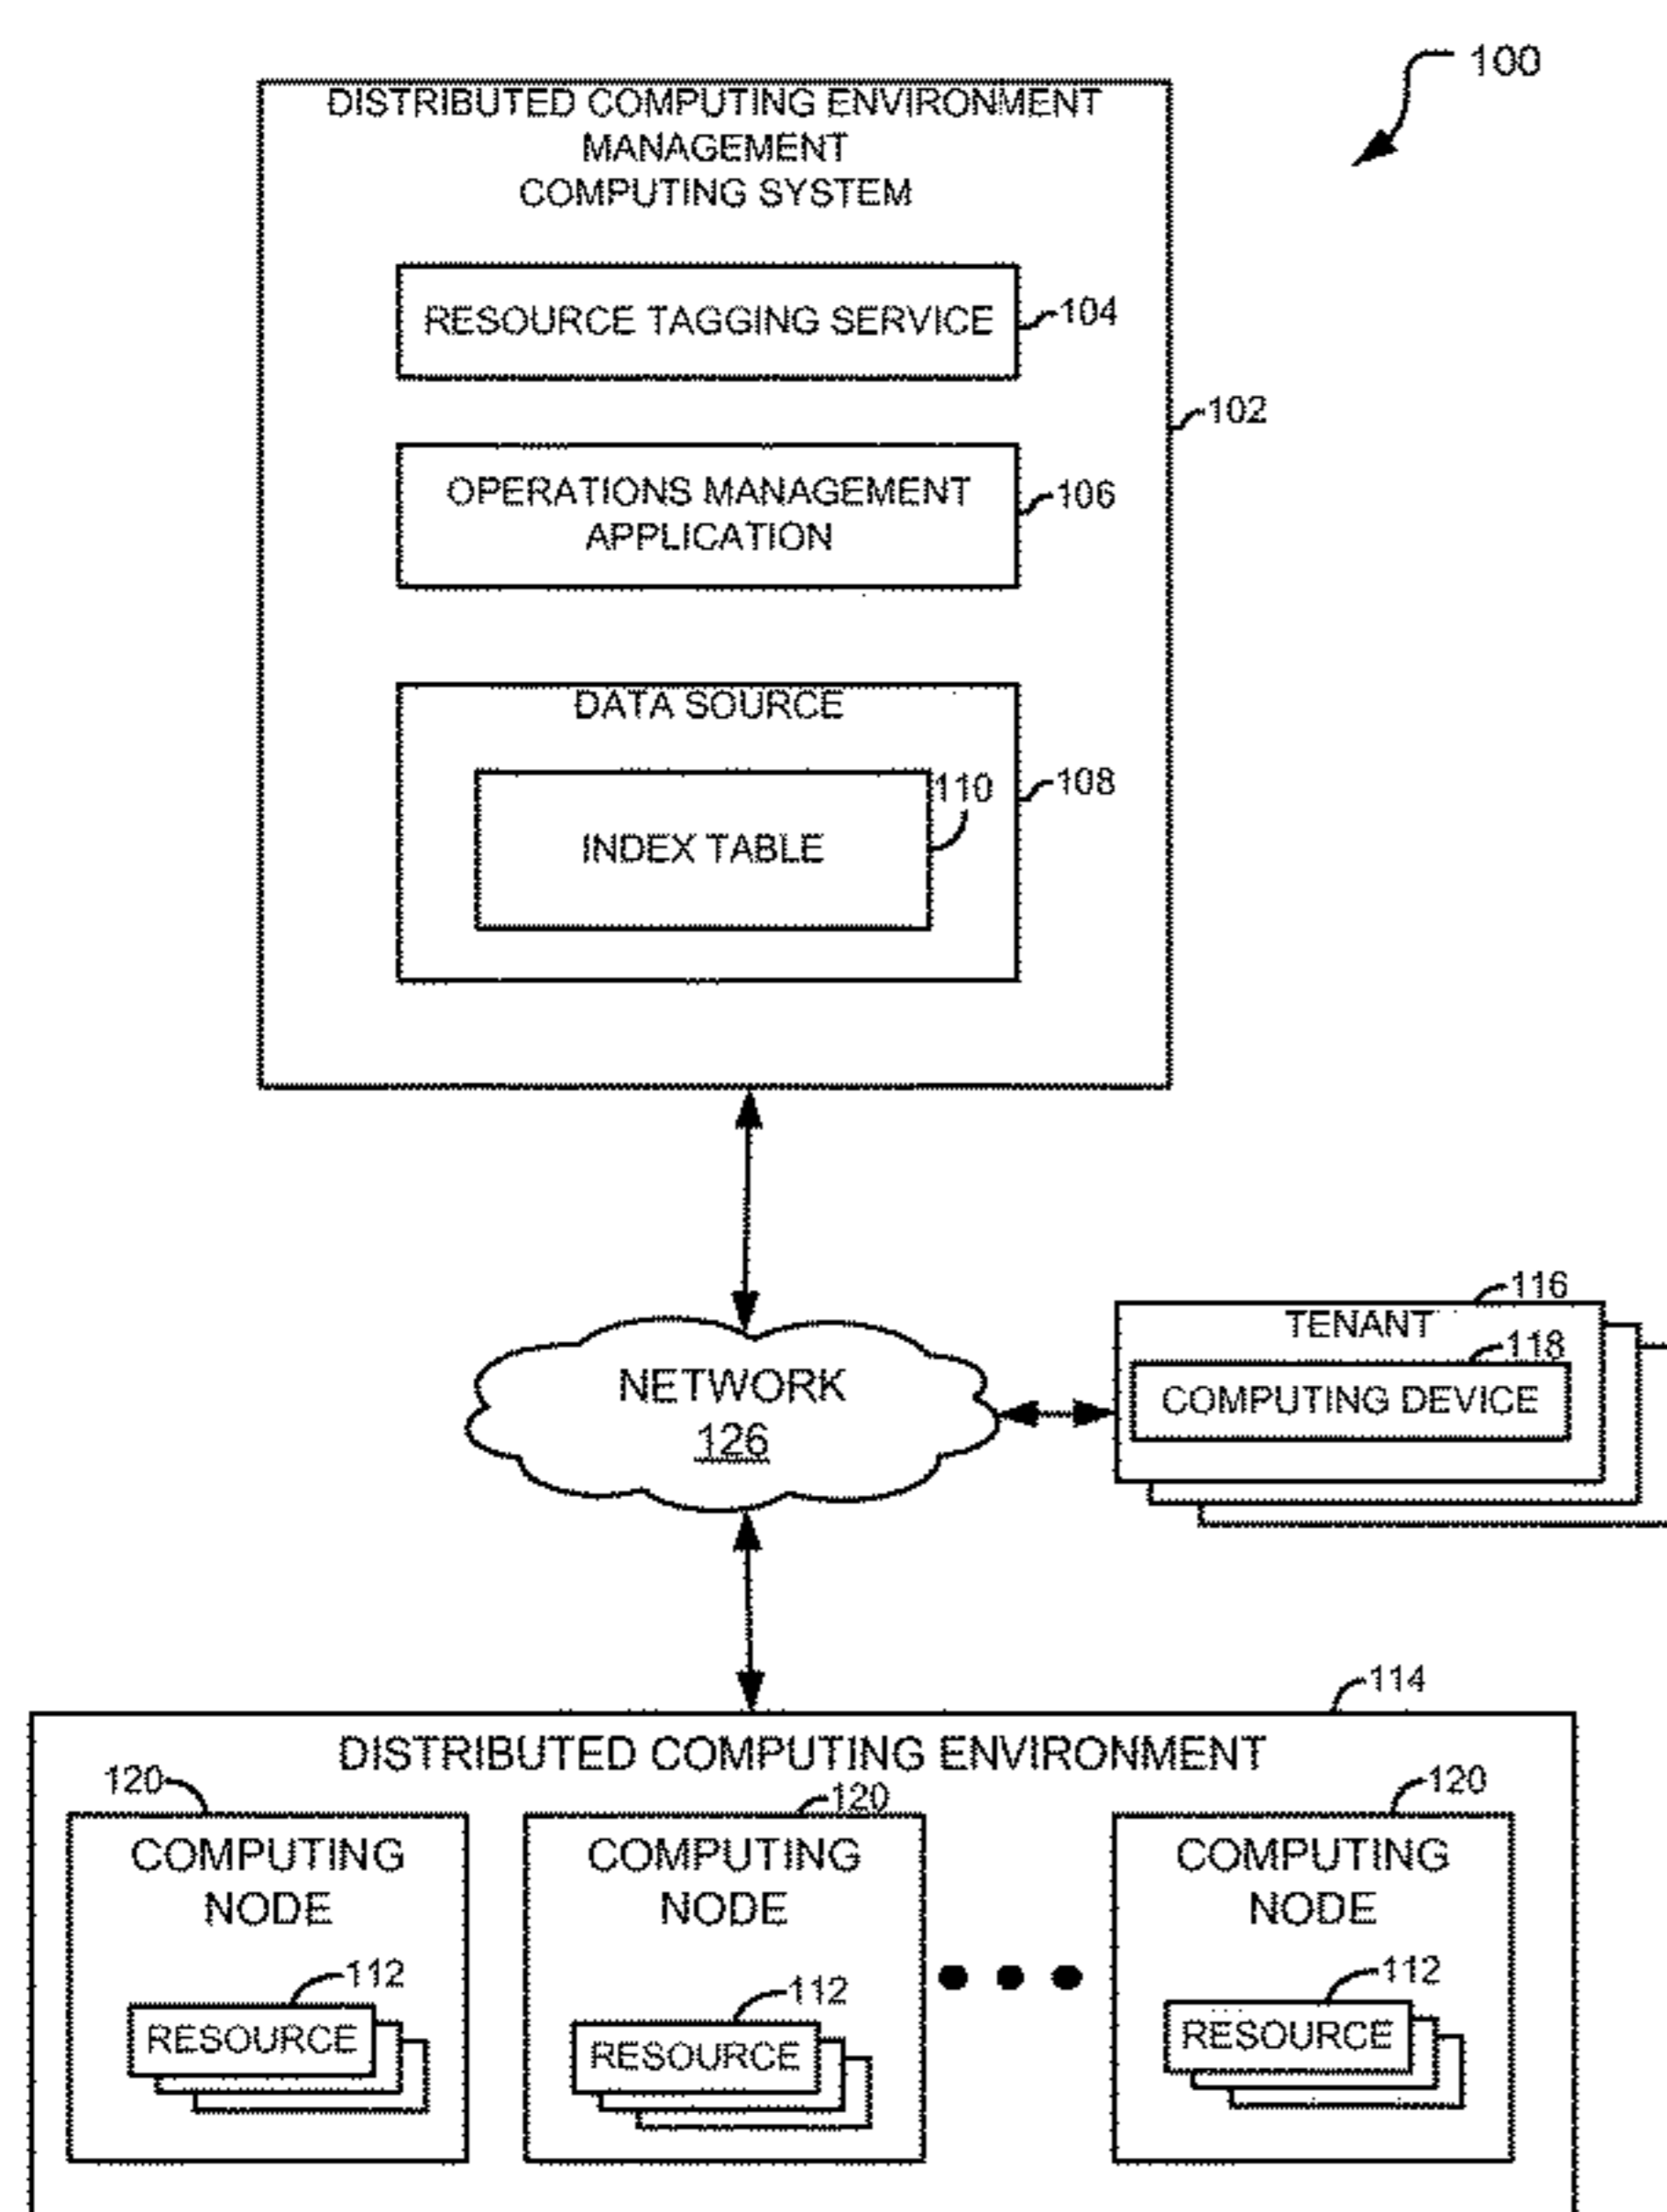 100
DISTRIBUTED COMPUTING ENVIRONMENT
MANAGEMENT
COMPUTING SYSTEM
RESOURCE TAGGING SERVICE
104
102
OPERATIONS MANAGEMENT
APPLICATION
106
DATA SOURCE
110
108
INDEX TABLE
116
TENANT
118
COMPUTING DEVICE
NETWORK
126
114
DISTRIBUTED COMPUTING ENVIRONMENT
120
COMPUTING
NODE
112
RESOURCE
120
COMPUTING
NODE
112
RESOURCE
120
COMPUTING
NODE
112
RESOURCE